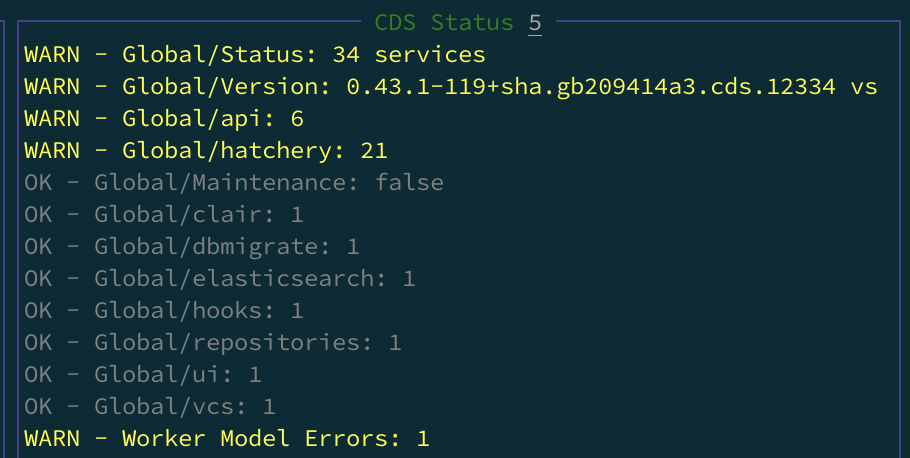 CDS Status 5
WARN - Global/Status: 34 services
WARN - Global/Version: 0.43.1-119+sha.gb209414a3.cds.12334 vs
WARN - Global/api: 6
WARN - Global/hatchery: 21
OK - Global/Maintenance: false
OK - Global/clair: 1
OK - Global/dbmigrate: 1
OK - Global/elasticsearch: 1
OK - Global/hooks: 1
OK - Global/repositories: 1
OK - Global/ui: 1
OK - Global/vcs: 1
WARN - Worker Model Errors: 1